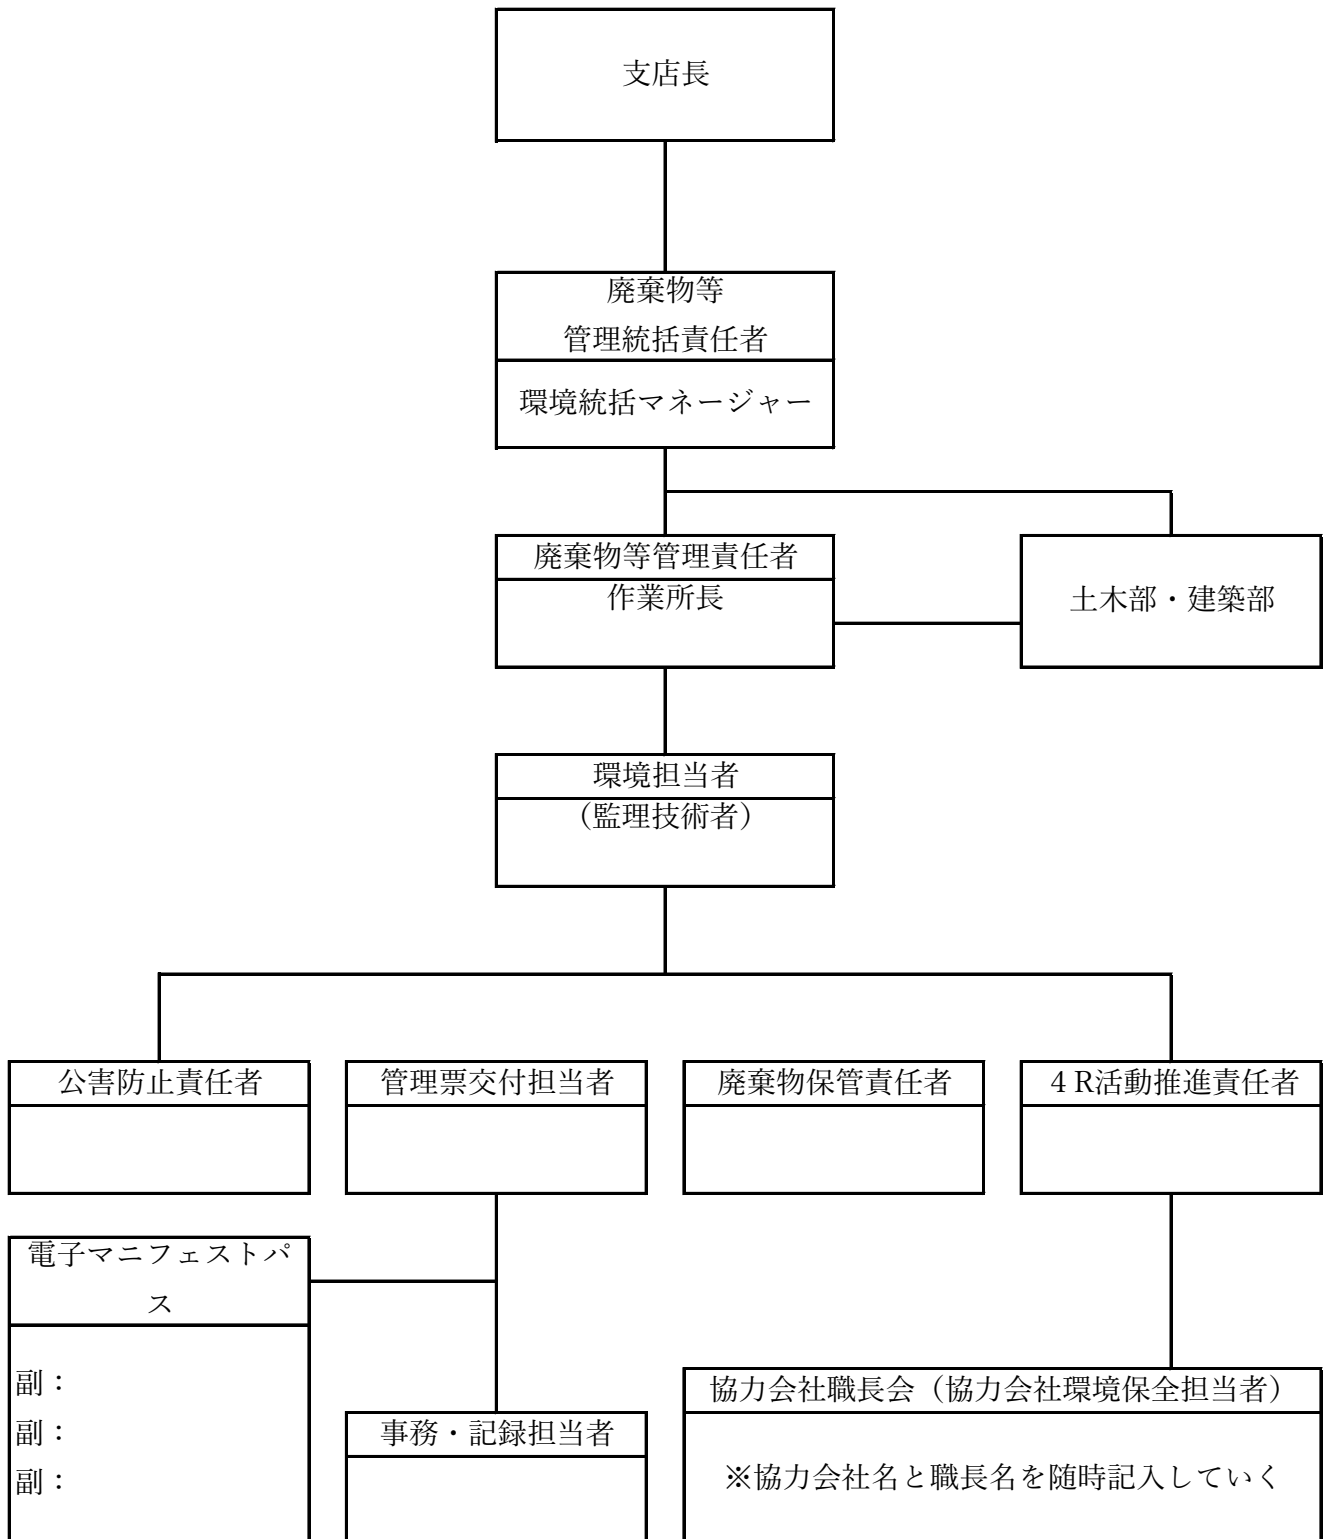 支店長
廃棄物等
管理統括責任者
環境統括マネージャー
廃棄物等管理責任者
作業所長
土木部・建築部
環境担当者
（監理技術者）
公害防止責任者
管理票交付担当者
廃棄物保管責任者
４R活動推進責任者
電子マニフェストパ
ス
副：
副：
副：
事務・記録担当者
協力会社職長会（協力会社環境保全担当者）
※協力会社名と職長名を随時記入していく